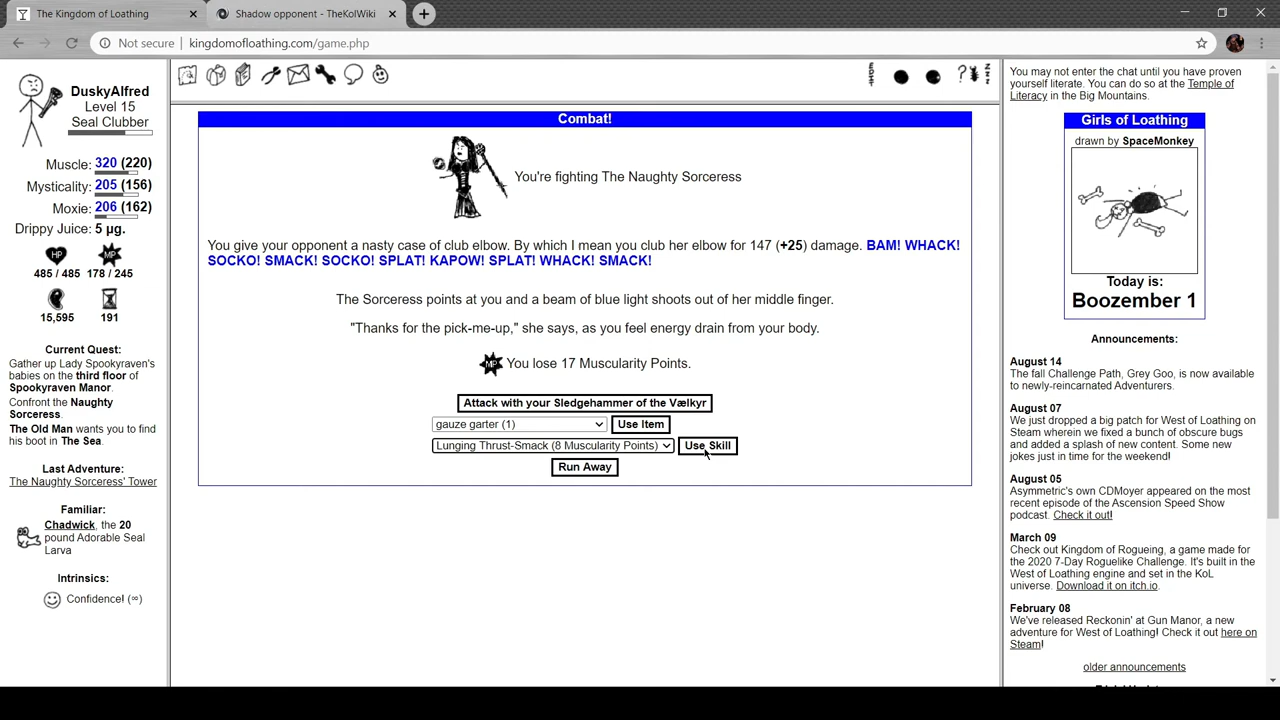 The Kingdom of Loathing
Shadow opponent - TheKolWiki
Not secure | kingdomofloathing.com/game.php
DuskyAlfred
Level 15
Seal Clubber
Muscle: 320 (220)
Mysticality: 205 (156)
Moxie: 206 (162)
Drippy Juice: 5 µg.
HP
MP
485 / 485 178 / 245
15,595 191
Current Quest:
Gather up Lady Spookyraven's
babies on the third floor of
Spookyraven Manor.
Confront the Naughty
Sorceress.
The Old Man wants you to find
his boot in The Sea.
Last Adventure:
The Naughty Sorceress' Tower
Familiar:
Chadwick, the 20
pound Adorable Seal
Larva
Intrinsics:
Confidence! (∞)
EDIT
Combat!
You're fighting The Naughty Sorceress
You give your opponent a nasty case of club elbow. By which I mean you club her elbow for 147 (+25) damage. BAM! WHACK!
SOCKO! SMACK! SOCKO! SPLAT! KAPOW! SPLAT! WHACK! SMACK!
The Sorceress points at you and a beam of blue light shoots out of her middle finger.
"Thanks for the pick-me-up," she says, as you feel energy drain from your body.
MP You lose 17 Muscularity Points.
Attack with your Sledgehammer of the Vælkyr
gauze garter (1) Use Item
Lunging Thrust-Smack (8 Muscularity Points) Use Skill
Run Away
You may not enter the chat until you have proven
yourself literate. You can do so at the Temple of
Literacy in the Big Mountains.
Girls of Loathing
drawn by SpaceMonkey
Today is:
Boozember 1
Announcements:
August 14
The fall Challenge Path, Grey Goo, is now available
to newly-reincarnated Adventurers.
August 07
We just dropped a big patch for West of Loathing on
Steam wherein we fixed a bunch of obscure bugs
and added a splash of new content. Some new
jokes just in time for the weekend!
August 05
Asymmetric's own CDMoyer appeared on the most
recent episode of the Ascension Speed Show
podcast. Check it out!
March 09
Check out Kingdom of Rogueing, a game made for
the 2020 7-Day Roguelike Challenge. It's built in the
West of Loathing engine and set in the KoL
universe. Download it on itch.io.
February 08
We've released Reckonin' at Gun Manor, a new
adventure for West of Loathing! Check it out here on
Steam!
older announcements